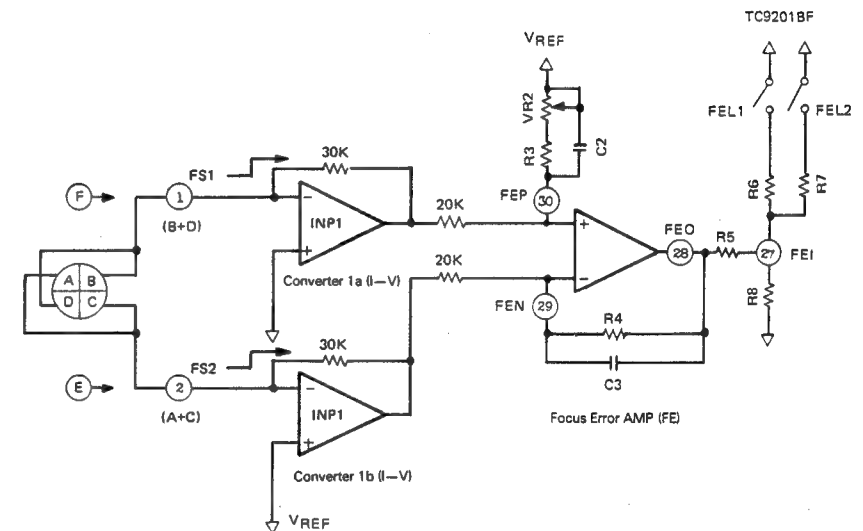 TC9201BF
VREF
VR2
R3
C2
FEL1
FEL2
R6
R7
30K
FS1
F
1
(B+D)
INP1
Converter 1a (I—V)
20K
FEP
30
FEO
28
R5
27
FEI
R8
A
B
D
C
20K
FEN
29
R4
C3
30K
FS2
E
2
(A+C)
INP1
Converter 1b (I—V)
VREF
Focus Error AMP (FE)